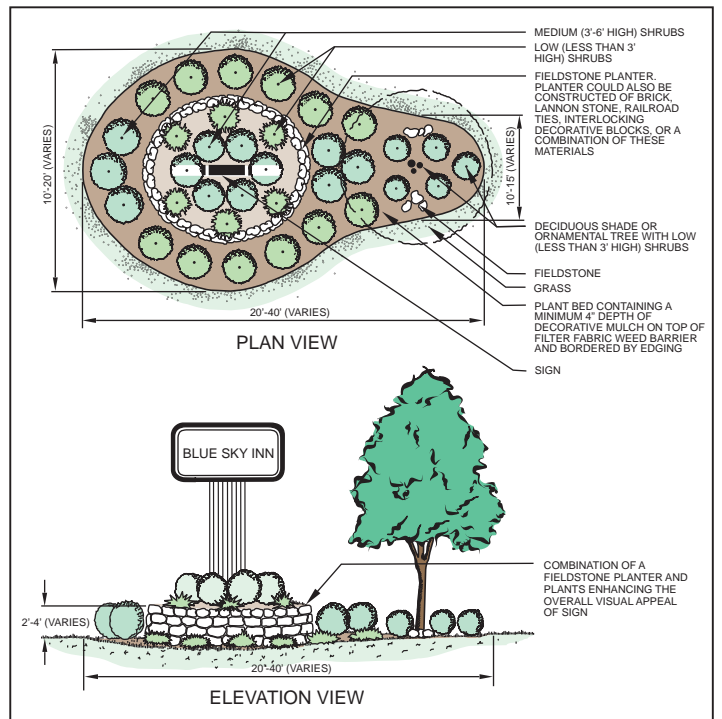 MEDIUM (3'-6' HIGH) SHRUBS
LOW (LESS THAN 3'
HIGH) SHRUBS
FIELDSTONE PLANTER.
PLANTER COULD ALSO BE
CONSTRUCTED OF BRICK,
LANNON STONE, RAILROAD
TIES, INTERLOCKING
DECORATIVE BLOCKS, OR A
COMBINATION OF THESE
MATERIALS
10'-20' (VARIES)
10'-15' (VARIES)
DECIDUOUS SHADE OR
ORNAMENTAL TREE WITH LOW
(LESS THAN 3' HIGH) SHRUBS
FIELDSTONE
GRASS
PLANT BED CONTAINING A
MINIMUM 4" DEPTH OF
DECORATIVE MULCH ON TOP OF
FILTER FABRIC WEED BARRIER
AND BORDERED BY EDGING
SIGN
20'-40' (VARIES)
PLAN VIEW
BLUE SKY INN
COMBINATION OF A
FIELDSTONE PLANTER AND
PLANTS ENHANCING THE
OVERALL VISUAL APPEAL
OF SIGN
2'-4' (VARIES)
20'-40' (VARIES)
ELEVATION VIEW